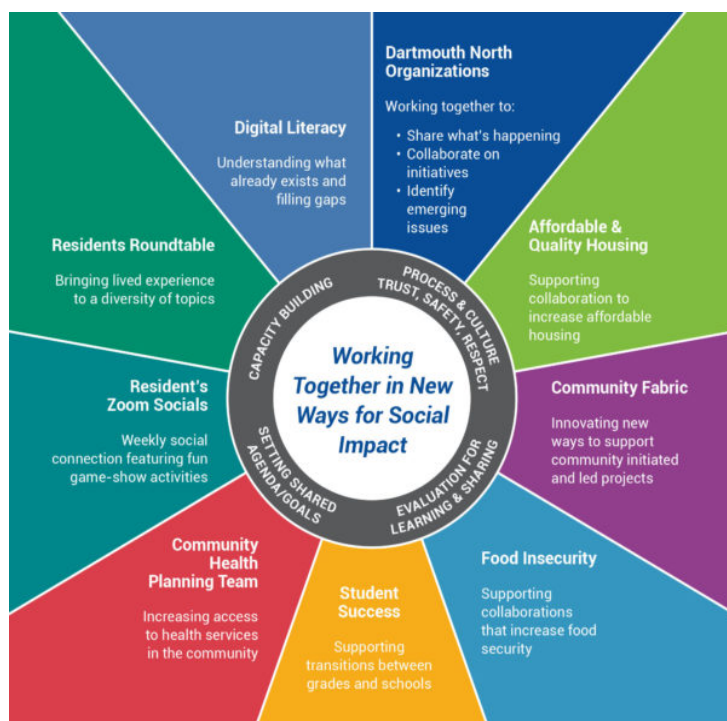 Dartmouth North
Organizations
Working together to:
• Share what's happening
• Collaborate on
initiatives
• Identify
emerging
issues
Affordable &
Quality Housing
Supporting
collaboration to
increase affordable
housing
Community Fabric
Innovating new
ways to support
community initiated
and led projects
Food Insecurity
Supporting
collaborations
that increase food
security
Student
Success
Supporting
transitions between
grades and schools
Community
Health
Planning Team
Increasing access
to health services
in the community
Resident's
Zoom Socials
Weekly social
connection featuring fun
game-show activities
Residents Roundtable
Bringing lived experience
to a diversity of topics
Digital Literacy
Understanding what
already exists and
filling gaps
CAPACITY BUILDING
PROCESS & CULTURE
TRUST, SAFETY, RESPECT
EVALUATION FOR
LEARNING & SHARING
SETTING SHARED
AGENDA/GOALS
Working
Together in New
Ways for Social
Impact